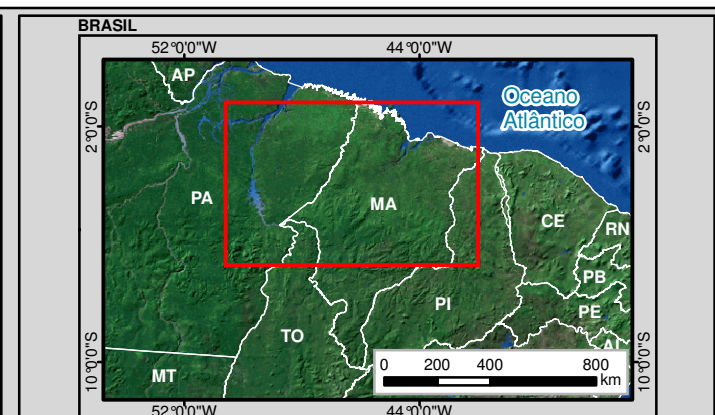 BRASIL
52°0'0"W 44°0'0"W
AP
Oceano
Atlântico
2°0'0"S 2°0'0"S
PA MA CE RN
PB
PI PE
TO AL
MT
10°0'0"S 10°0'0"S
0 200 400 800
km
52°0'0"W 44°0'0"W